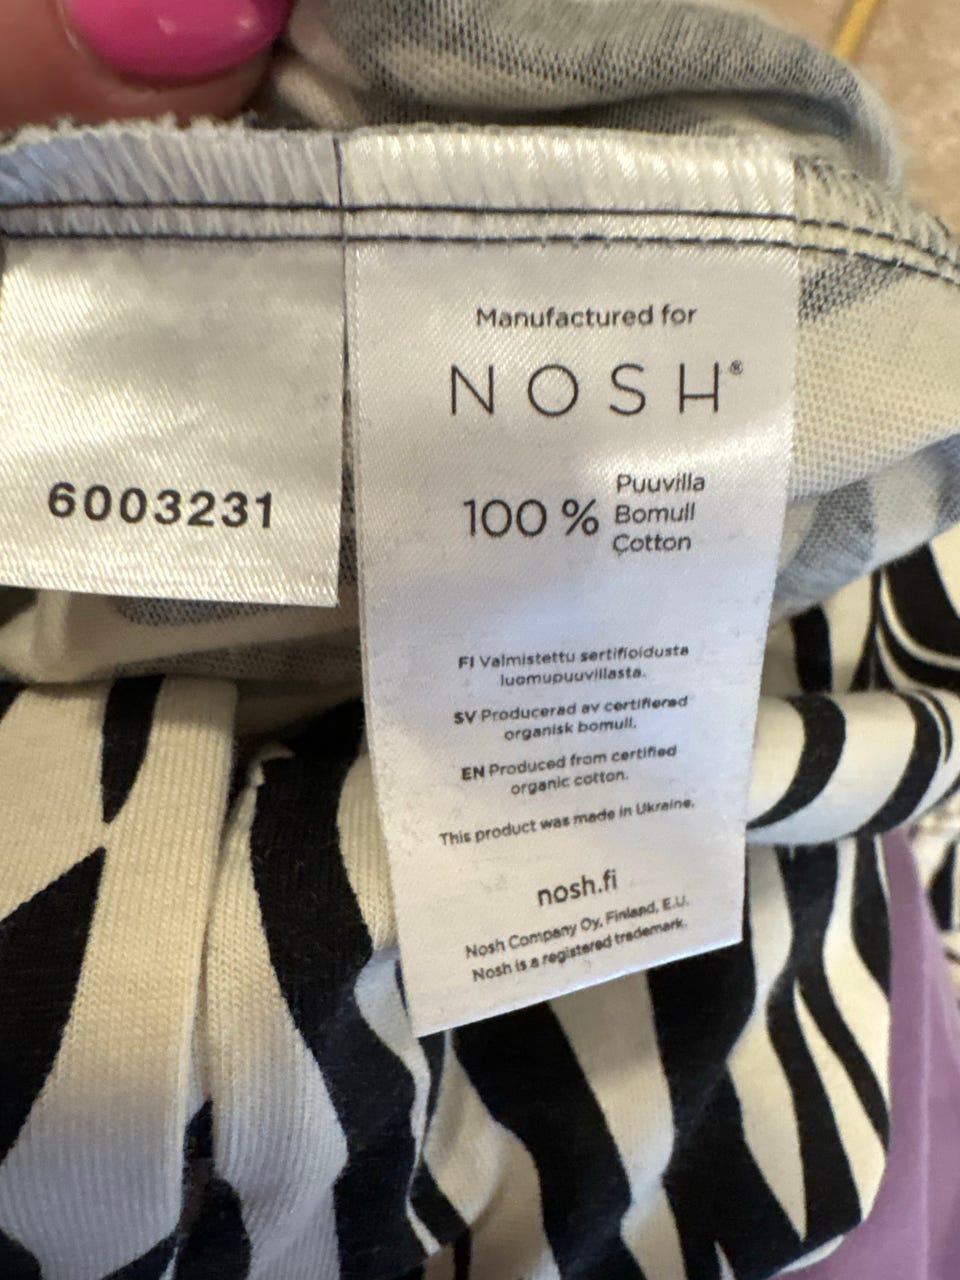 6003231
Manufactured for
NOSH®
100 % Puuvilla
Bomull
Cotton
FI Valmistettu sertifioidusta
luomupuuvillasta.
SV Producerad av certifierad
organisk bomull.
EN Produced from certified
organic cotton.
This product was made in Ukraine.
nosh.fi
Nosh Company Oy, Finland, E.U.
Nosh is a registered trademark.